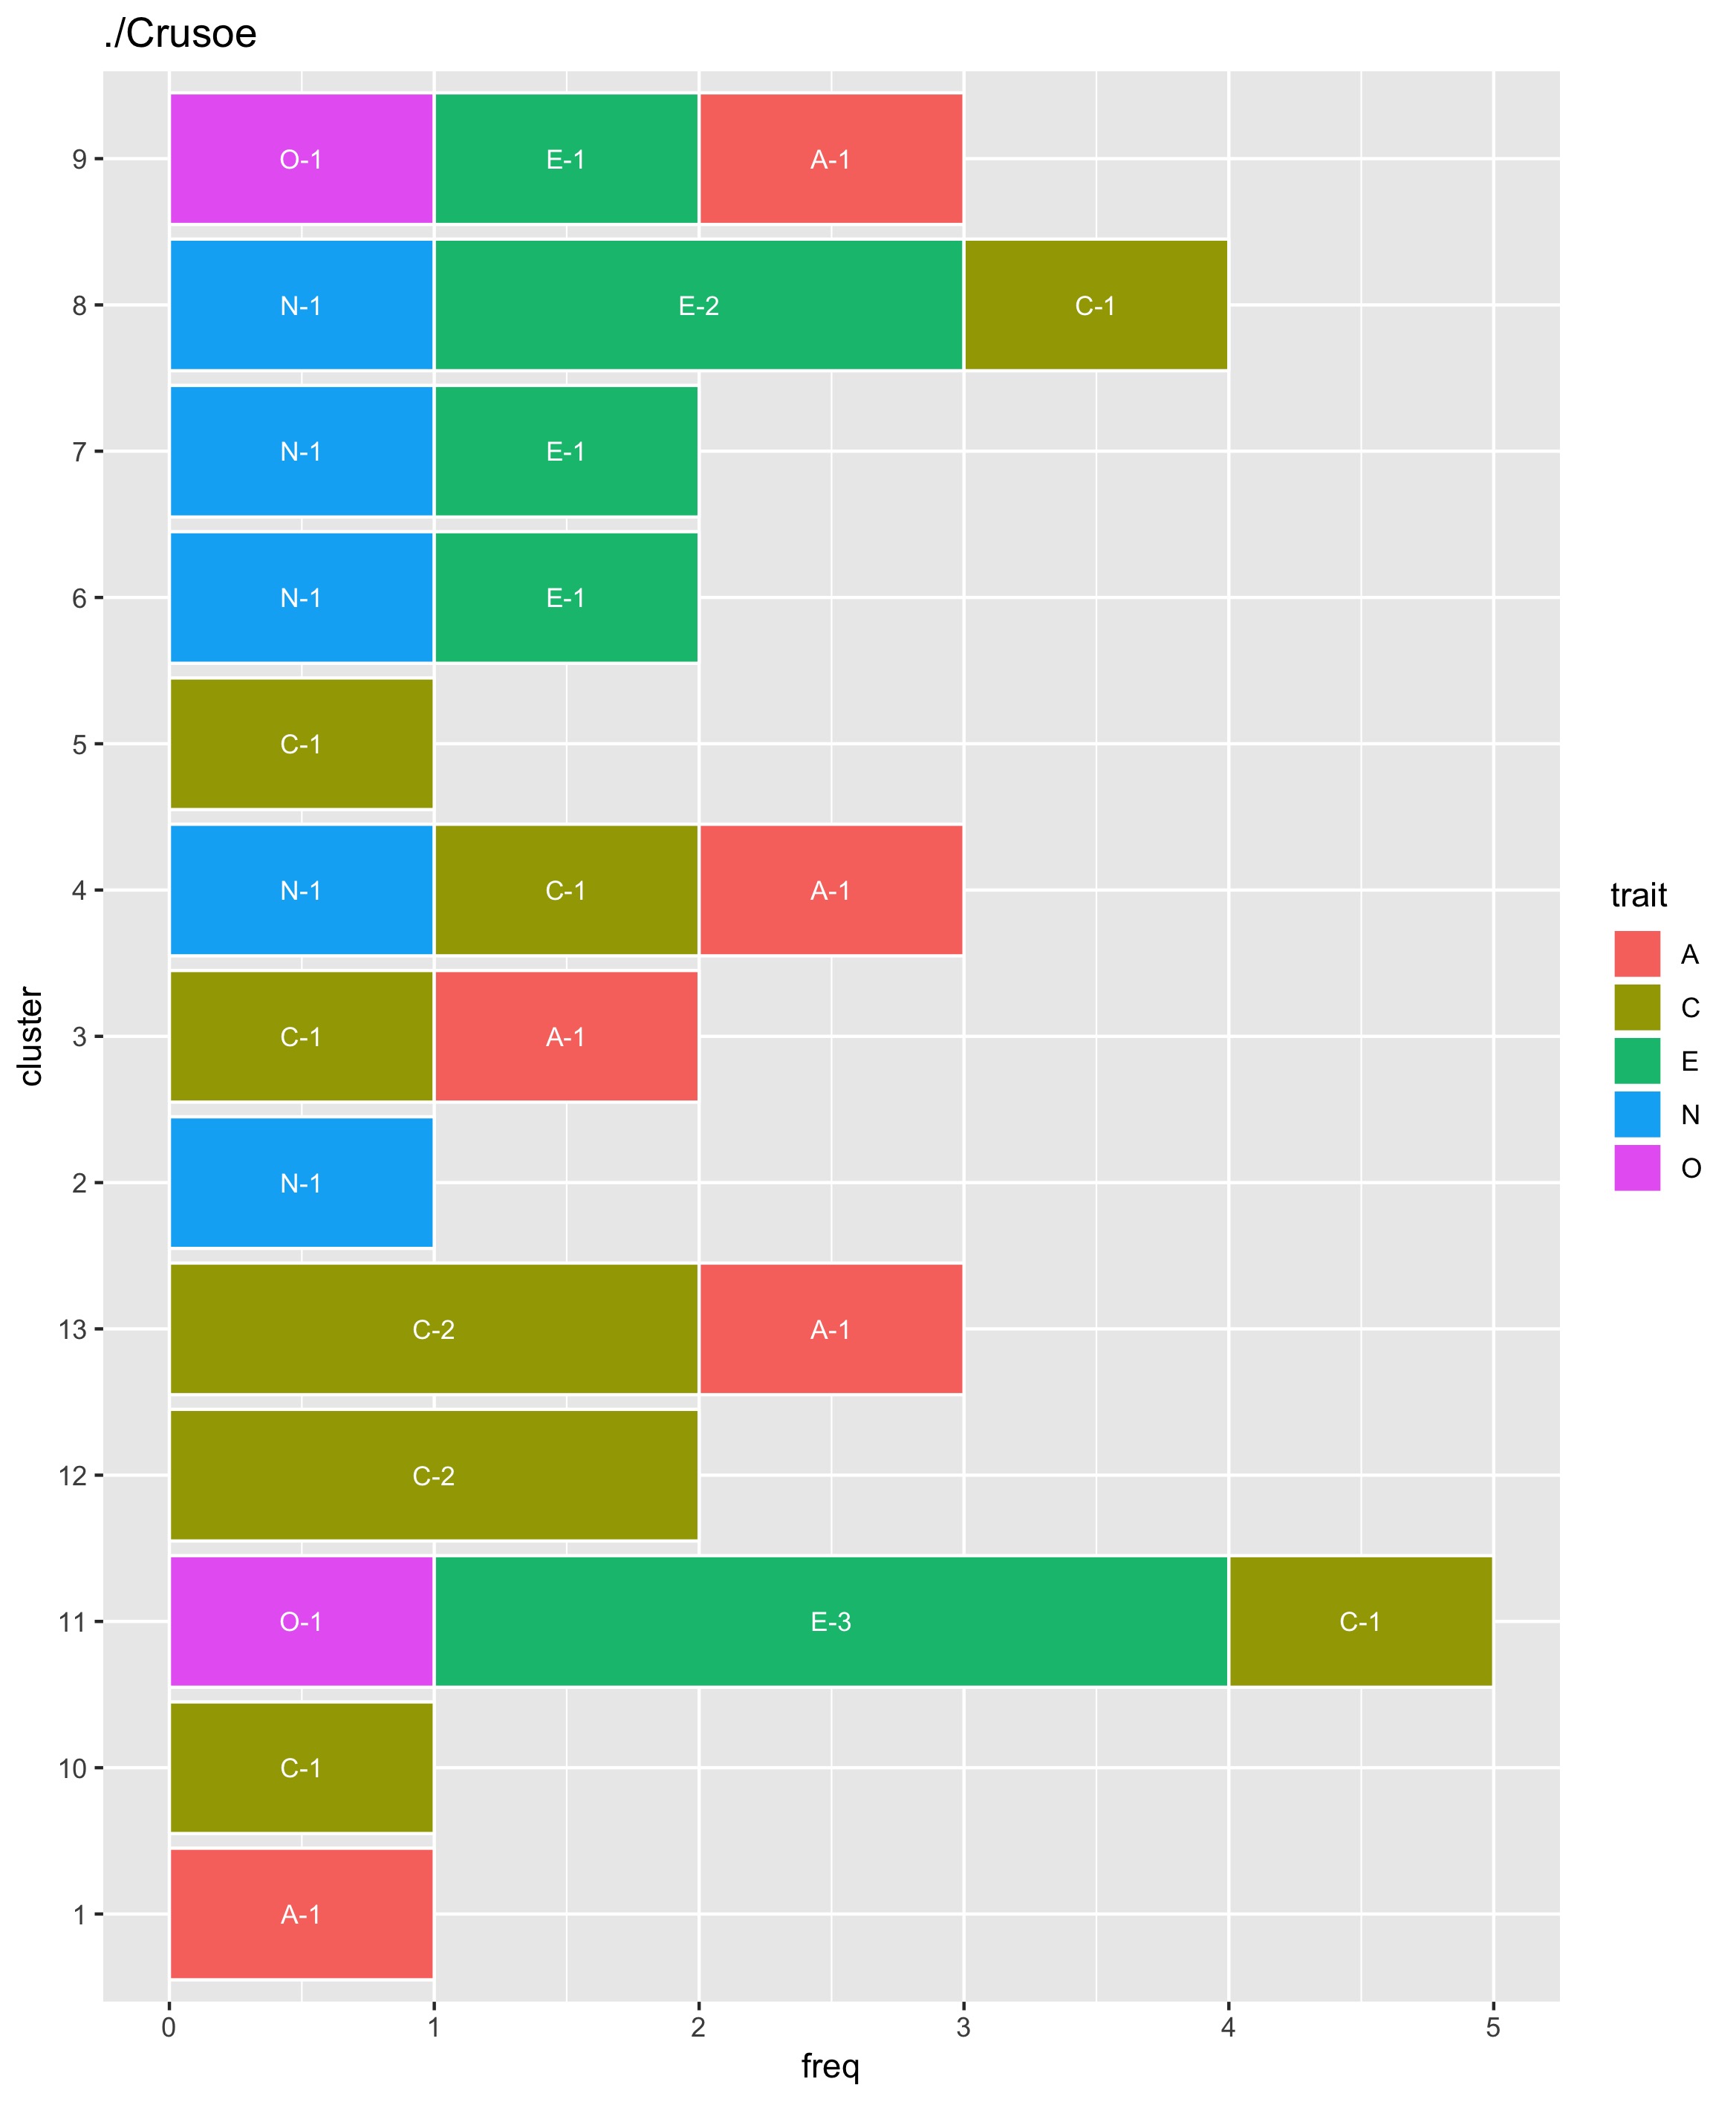 ./Crusoe
9 O-1 E-1 A-1
8 N-1 E-2 C-1
7 N-1 E-1
6 N-1 E-1
5 C-1
4 N-1 C-1 A-1
3 C-1 A-1
2 N-1
13 C-2 A-1
12 C-2
11 O-1 E-3 C-1
10 C-1
1 A-1
0 1 2 3 4 5
freq
cluster
trait
A
C
E
N
O